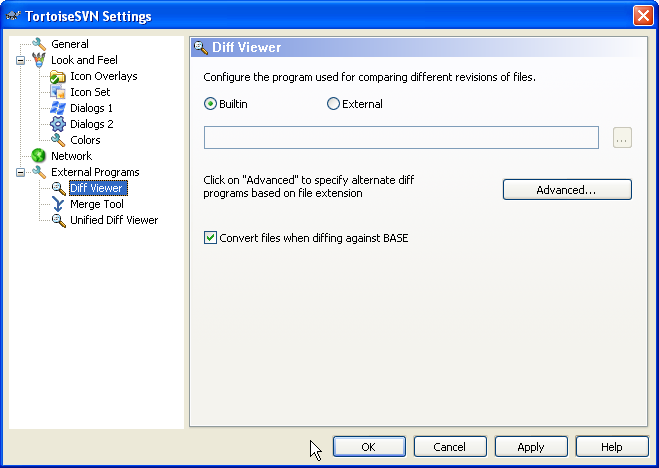 TortoiseSVN Settings
General
Look and Feel
Icon Overlays
Icon Set
Dialogs 1
Dialogs 2
Colors
Network
External Programs
Diff Viewer
Merge Tool
Unified Diff Viewer
Diff Viewer
Configure the program used for comparing different revisions of files.
Builtin
External
...
Click on "Advanced" to specify alternate diff
programs based on file extension
Advanced...
Convert files when diffing against BASE
OK
Cancel
Apply
Help